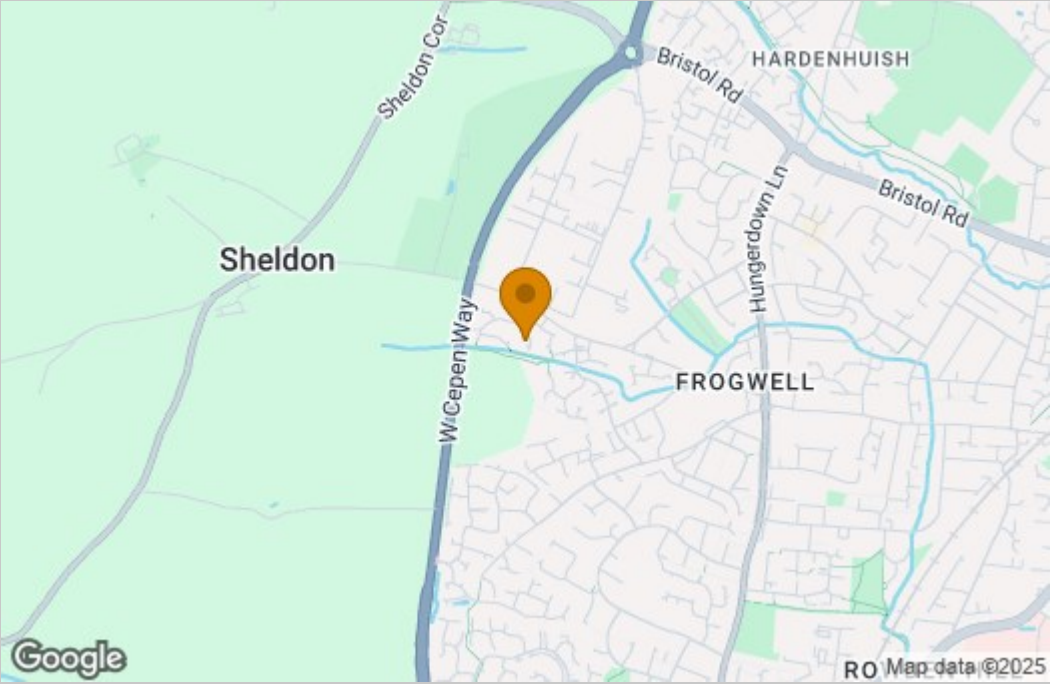 Sheldon Cor
Bristol Rd
HARDENHUISH
Hungerdown Ln
Bristol Rd
Sheldon
W Cepen Way
FROGWELL
Google
Map data ©2025